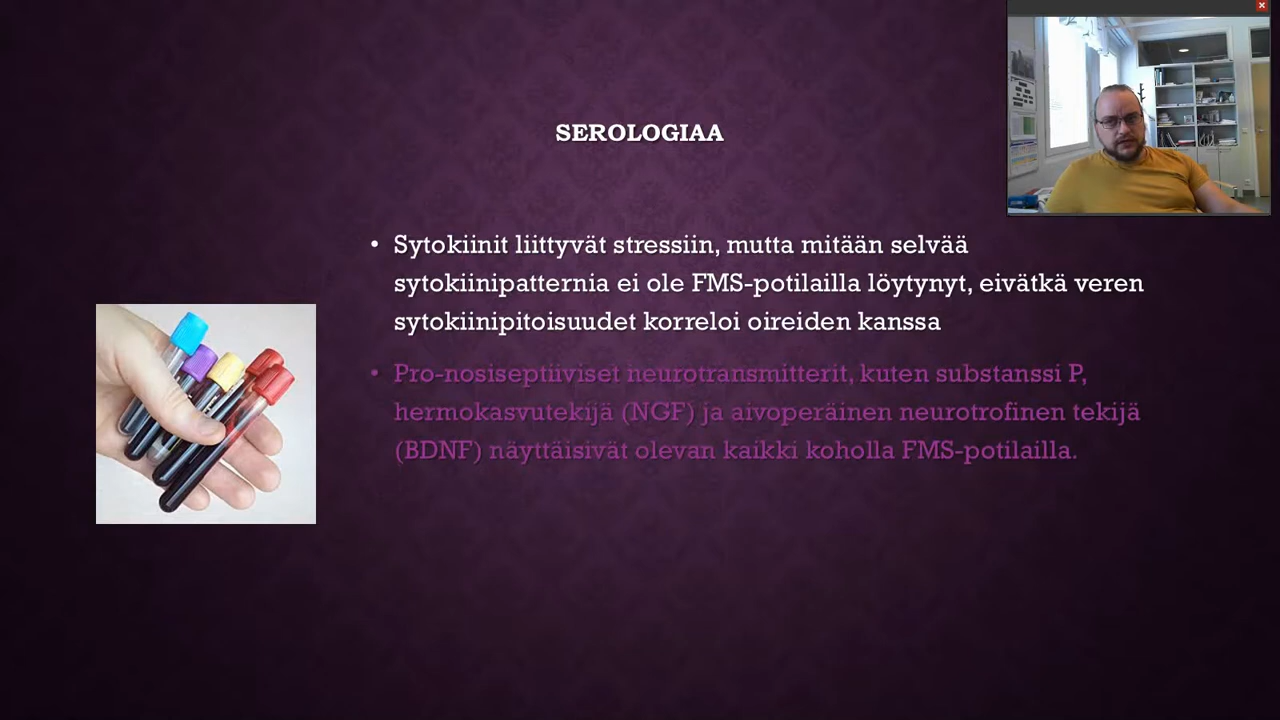 SEROLOGIAA
• Sytokiinit liittyvät stressiin, mutta mitään selvää
sytokiinipatternia ei ole FMS-potilailla löytynyt, eivätkä veren
sytokiinipitoisuudet korreloi oireiden kanssa
• Pro-nosiseptiiviset neurotransmitterit, kuten substanssi P,
hermokasvutekijä (NGF) ja aivoperäinen neurotrofinen tekijä
(BDNF) näyttäisivät olevan kaikki koholla FMS-potilailla.